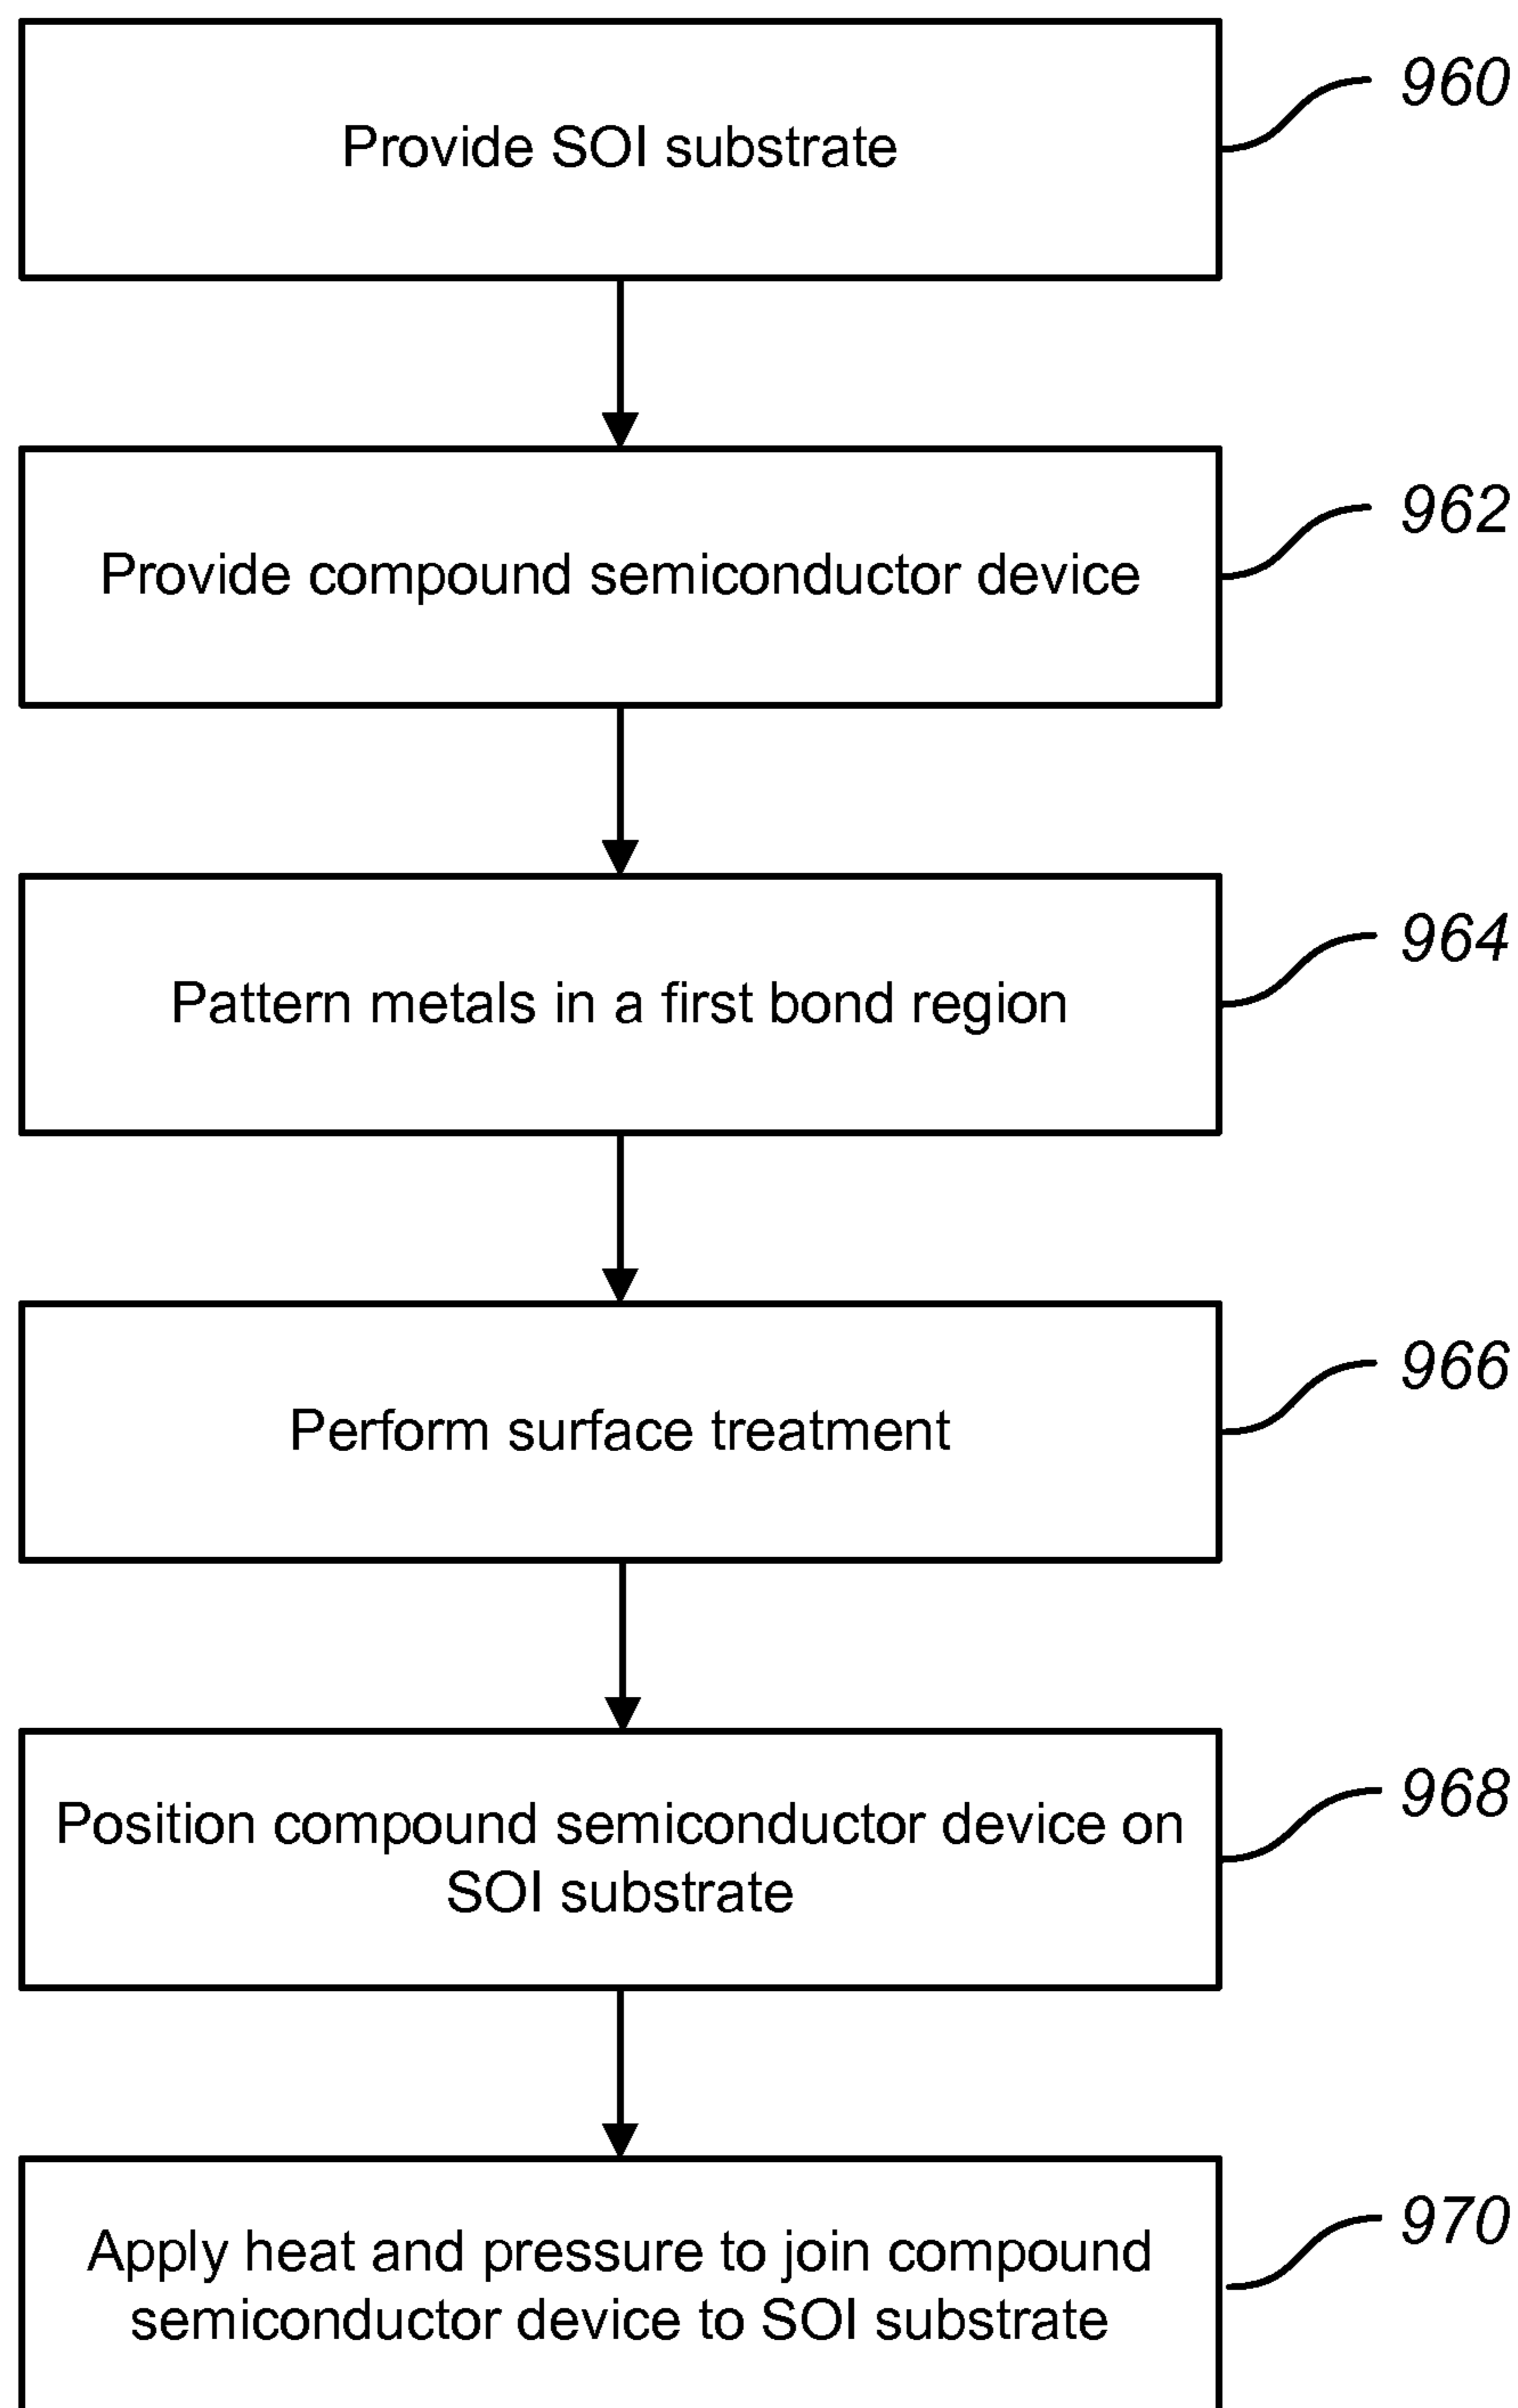 Provide SOI substrate
960
Provide compound semiconductor device
962
Pattern metals in a first bond region
964
Perform surface treatment
966
Position compound semiconductor device on
SOI substrate
968
Apply heat and pressure to join compound
semiconductor device to SOI substrate
970